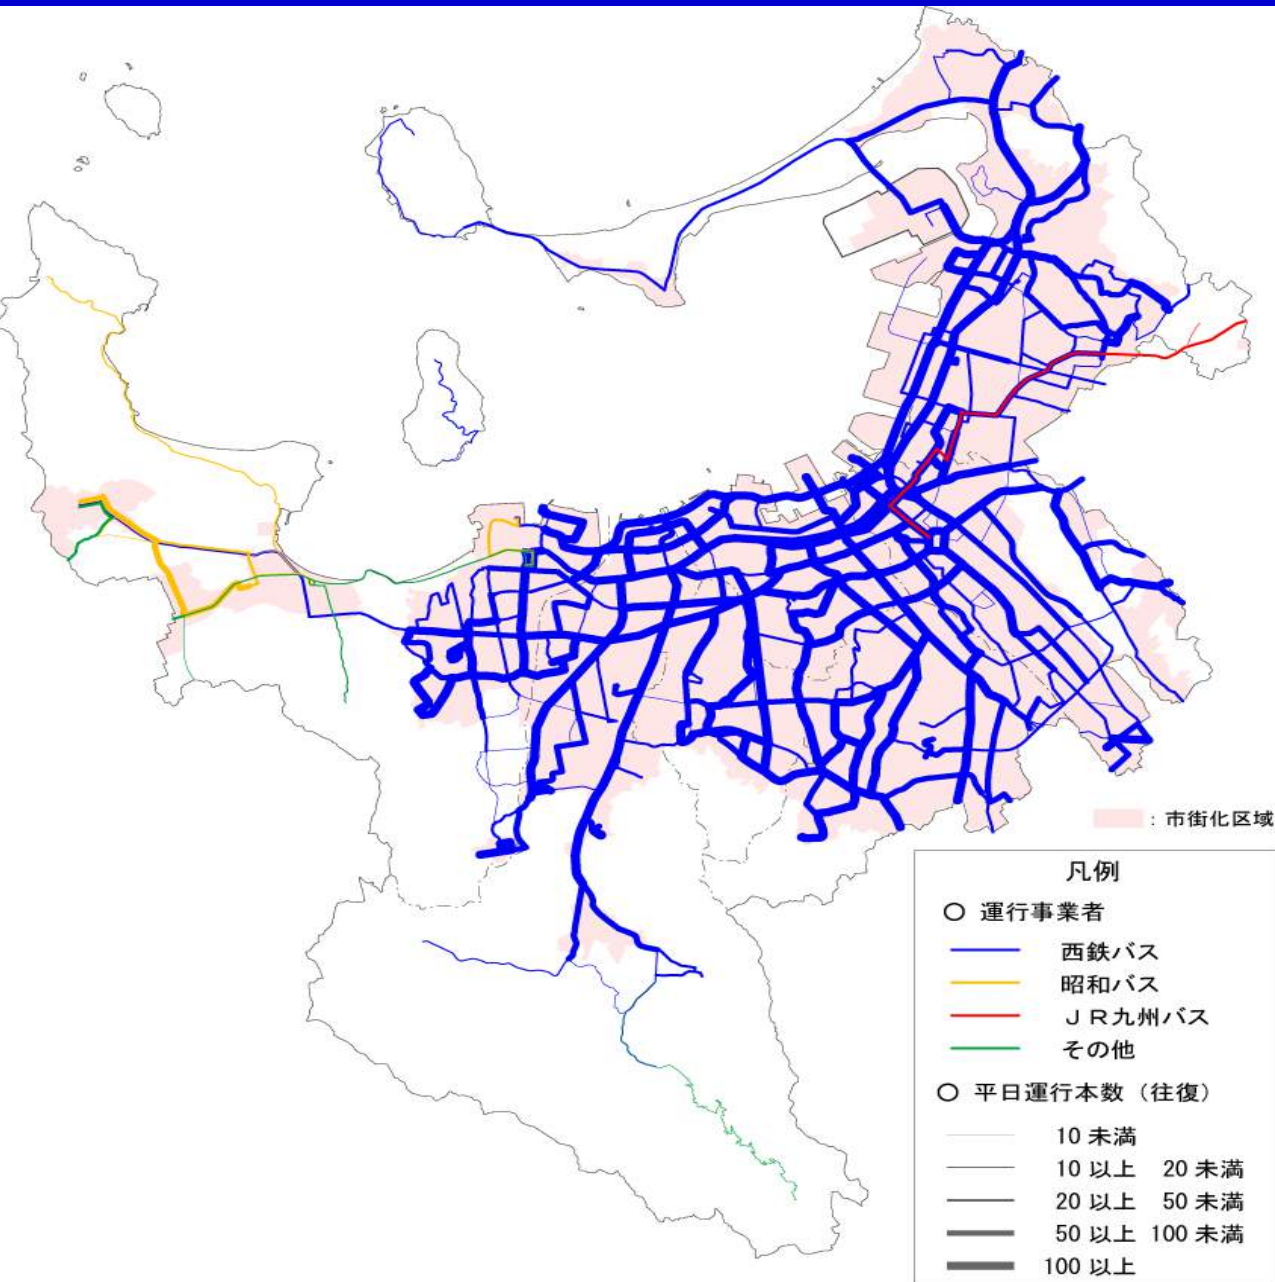 ：市街化区域
凡例
○ 運行事業者
西鉄バス
昭和バス
ＪＲ九州バス
その他
○ 平日運行本数（往復）
10 未満
10 以上 20 未満
20 以上 50 未満
50 以上 100 未満
100 以上